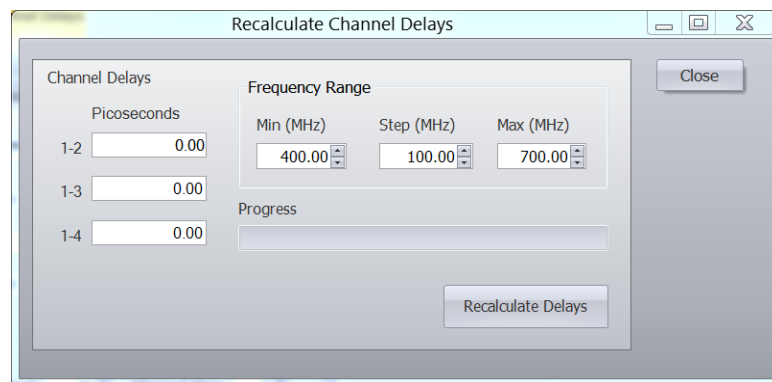 Recalculate Channel Delays
Close
Channel Delays
Picoseconds
1-2 0.00
1-3 0.00
1-4 0.00
Frequency Range
Min (MHz) Step (MHz) Max (MHz)
400.00 100.00 700.00
Progress
Recalculate Delays